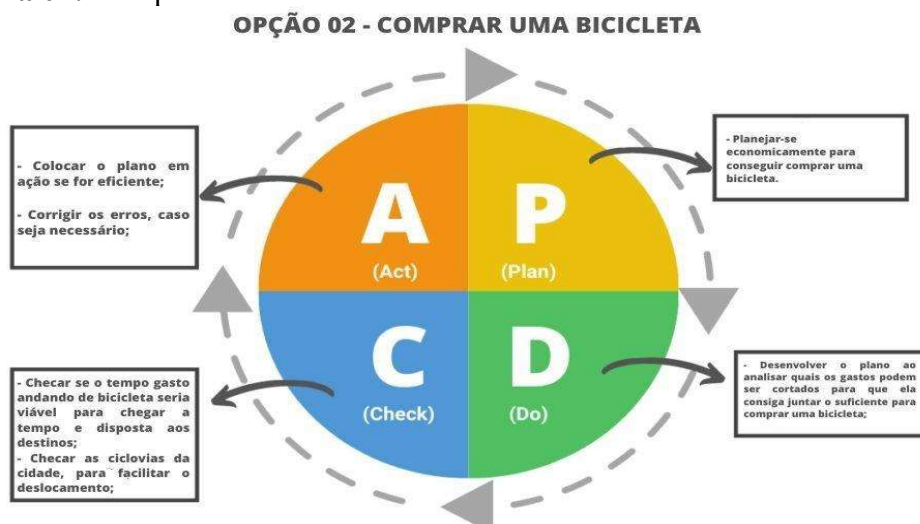 OPÇÃO 02 - COMPRAR UMA BICICLETA
- Colocar o plano em
ação se for eficiente;
- Corrigir os erros, caso
seja necessário;
A
(Act)
P
(Plan)
- Planejar-se
economicamente para
conseguir comprar uma
bicicleta.
- Checar se o tempo gasto
andando de bicicleta seria
viável para chegar a
tempo e disposta aos
destinos;
- Checar as ciclovias da
cidade, para facilitar o
deslocamento;
C
(Check)
D
(Do)
- Desenvolver o plano ao
analisar quais os gastos podem
ser cortados para que ela
consiga juntar o suficiente para
comprar uma bicicleta;